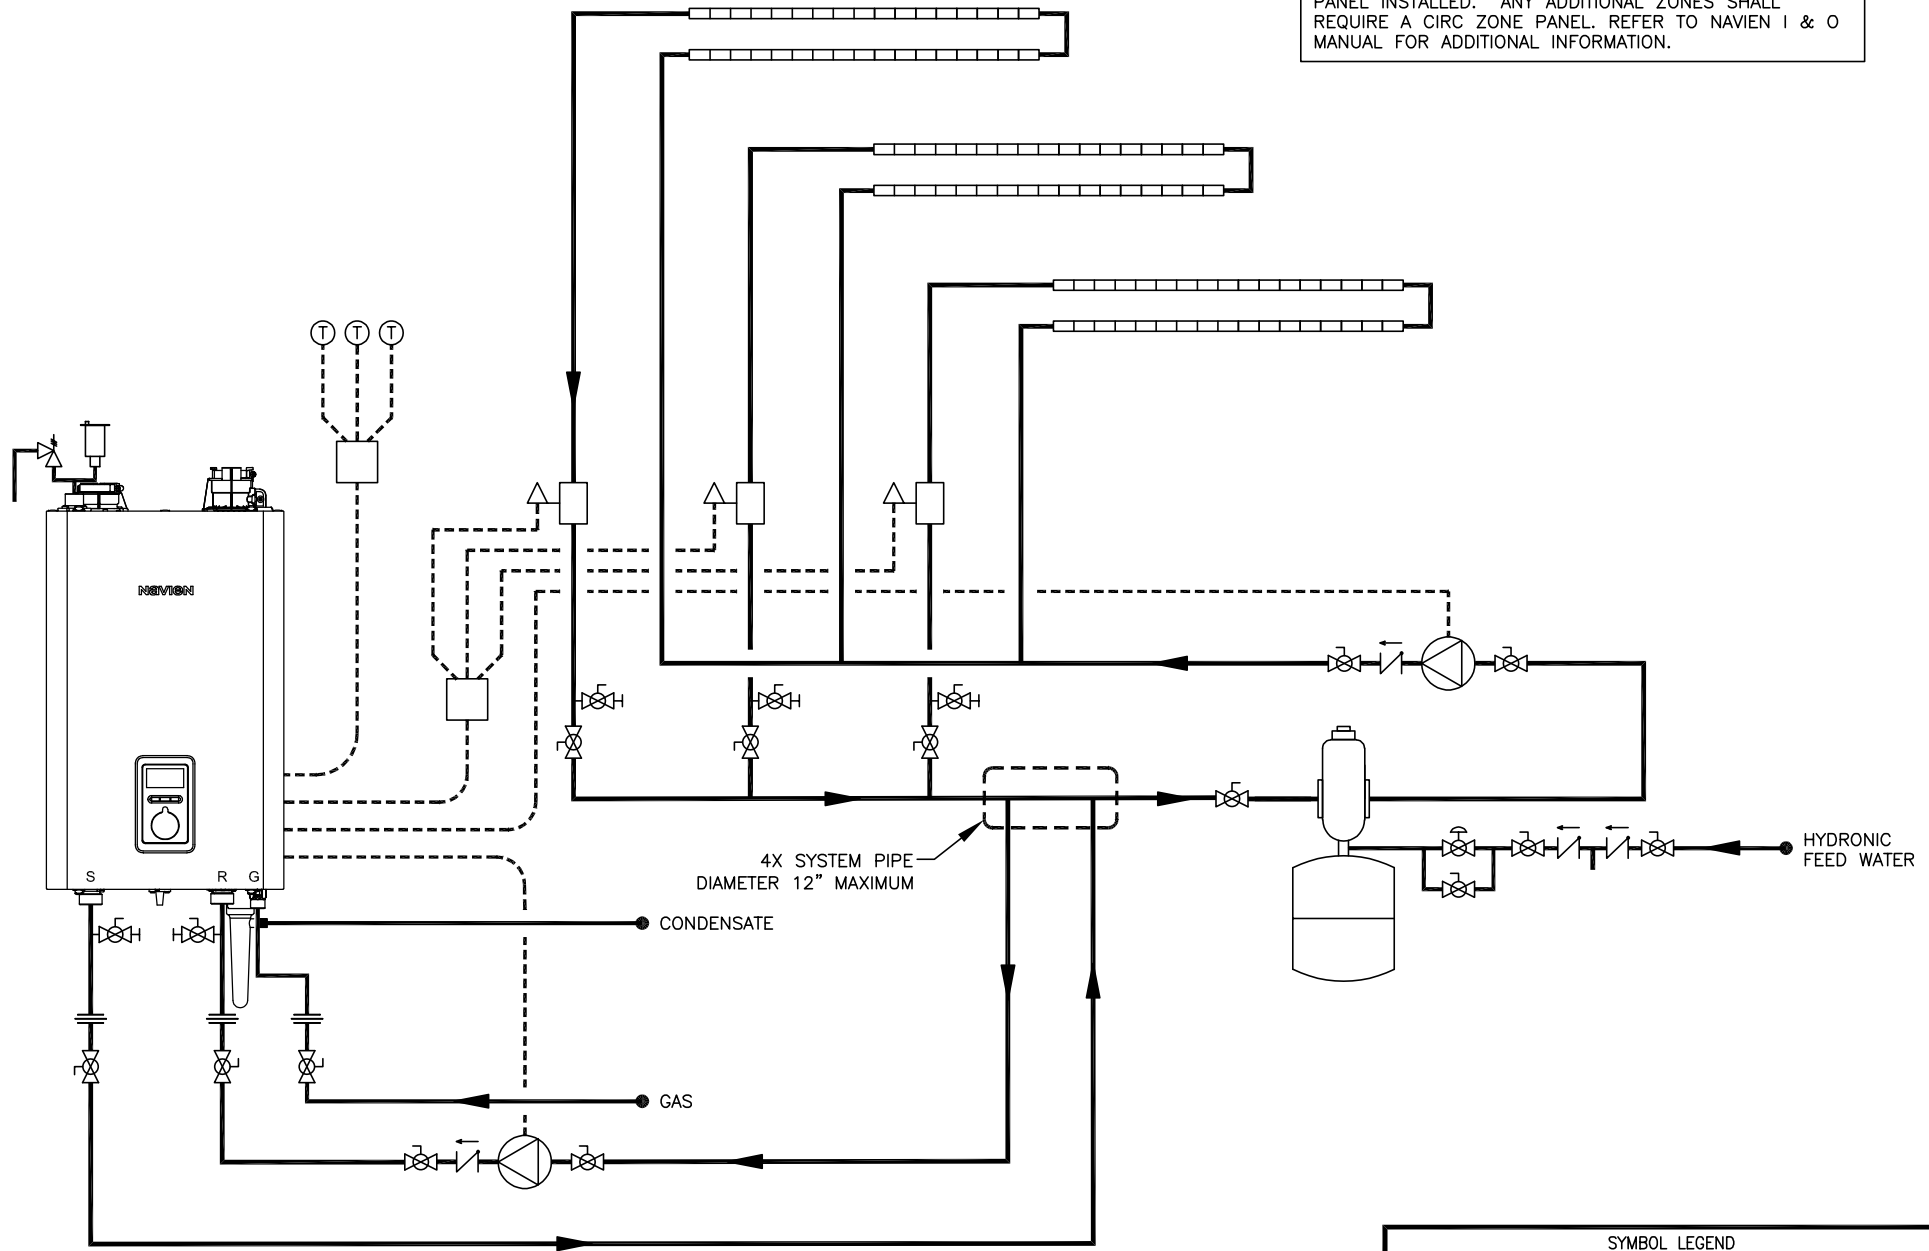 PANEL INSTALLED. ANY ADDITIONAL ZONES SHALL
REQUIRE A CIRC ZONE PANEL. REFER TO NAVIEN I & O
MANUAL FOR ADDITIONAL INFORMATION.
T T T
NAVIEN
S R G
4X SYSTEM PIPE
DIAMETER 12" MAXIMUM
HYDRONIC
FEED WATER
CONDENSATE
GAS
SYMBOL LEGEND